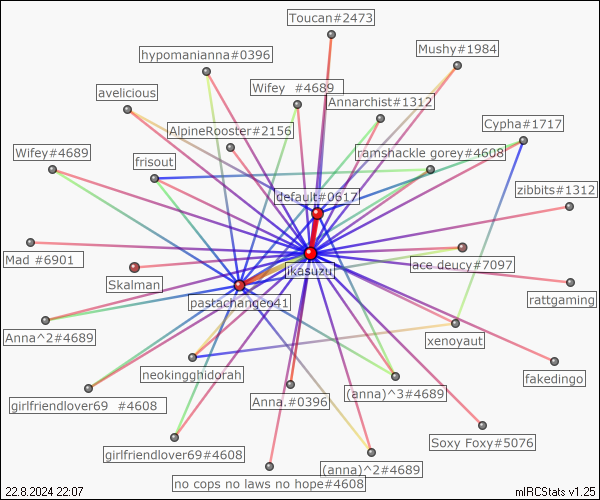 Toucan#2473
hypomanianna#0396
Mushy#1984
Wifey #4689
avelicious
Annarchist#1312
AlpineRooster#2156
Cypha#1717
Wifey#4689
frisout
ramshackle gorey#4608
zibbits#1312
default#0617
Mad #6901
ikasuzu
ace deucy#7097
Skalman
rattgaming
pastachangeo41
Anna^2#4689
xenoyaut
neokingghidorah
fakedingo
girlfriendlover69 #4608
Anna.#0396
(anna)^3#4689
girlfriendlover69#4608
Soxy Foxy#5076
(anna)^2#4689
no cops no laws no hope#4608
22.8.2024 22:07
mIRCStats v1.25